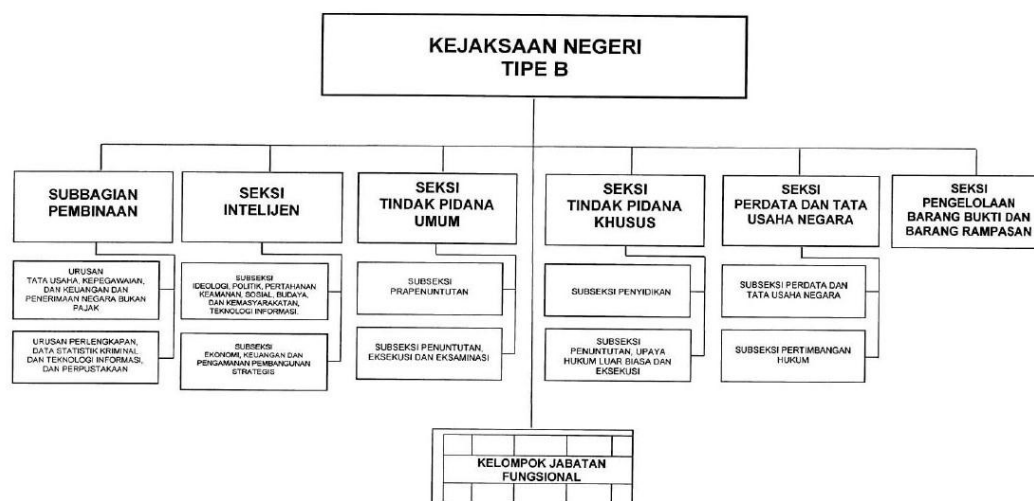 KEJAKSAAN NEGERI
TIPE B
SUBBAGIAN
PEMBINAAN
SEKSI
INTELIJEN
SEKSI
TINDAK PIDANA
UMUM
SEKSI
TINDAK PIDANA
KHUSUS
SEKSI
PERDATA DAN TATA
USAHA NEGARA
SEKSI
PENGELOLAAN
BARANG BUKTI DAN
BARANG RAMPASAN
URUSAN
TATA USAHA, KEPEGAWAIAN,
DAN KEUANGAN DAN
PENERIMAAN NEGARA BUKAN
PAJAK
SUBSEKSI
IDEOLOGI, POLITIK, PERTAHANAN
KEAMANAN, SOSIAL, BUDAYA,
DAN KEMASYARAKATAN,
TEKNOLOGI INFORMASI.
SUBSEKSI
PRAPENUNTUTAN
SUBSEKSI PENYIDIKAN
SUBSEKSI PERDATA DAN
TATA USAHA NEGARA
URUSAN PERLENGKAPAN,
DATA STATISTIK KRIMINAL
DAN TEKNOLOGI INFORMASI,
DAN PERPUSTAKAAN
SUBSEKSI
EKONOMI, KEUANGAN DAN
PENGAMANAN PEMBANGUNAN
STRATEGIS
SUBSEKSI PENUNTUTAN,
EKSEKUSI DAN EKSAMINASI
SUBSEKSI
PENUNTUTAN, UPAYA
HUKUM LUAR BIASA DAN
EKSEKUSI
SUBSEKSI PERTIMBANGAN
HUKUM
KELOMPOK JABATAN
FUNGSIONAL